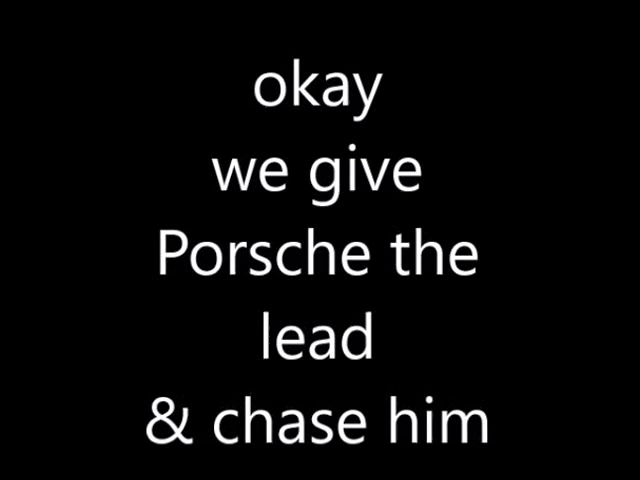 okay
we give
Porsche the
lead
& chase him